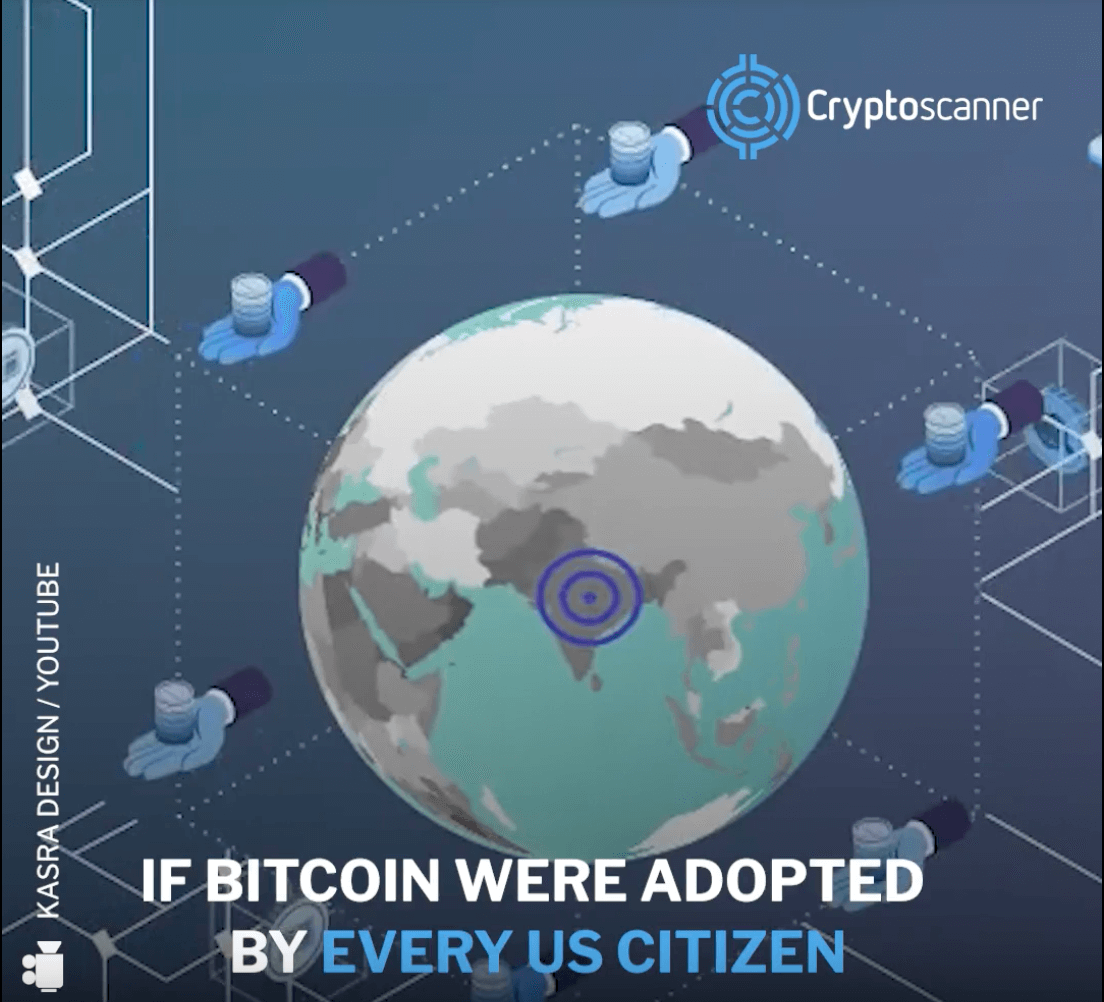 Cryptoscanner
KASRA DESIGN / YOUTUBE
IF BITCOIN WERE ADOPTED
BY EVERY US CITIZEN